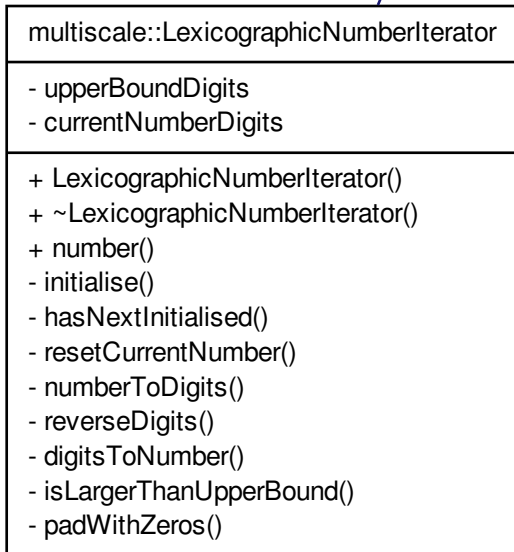 multiscale::LexicographicNumberIterator
- upperBoundDigits
- currentNumberDigits
+ LexicographicNumberIterator()
+ ~LexicographicNumberIterator()
+ number()
- initialise()
- hasNextInitialised()
- resetCurrentNumber()
- numberToDigits()
- reverseDigits()
- digitsToNumber()
- isLargerThanUpperBound()
- padWithZeros()